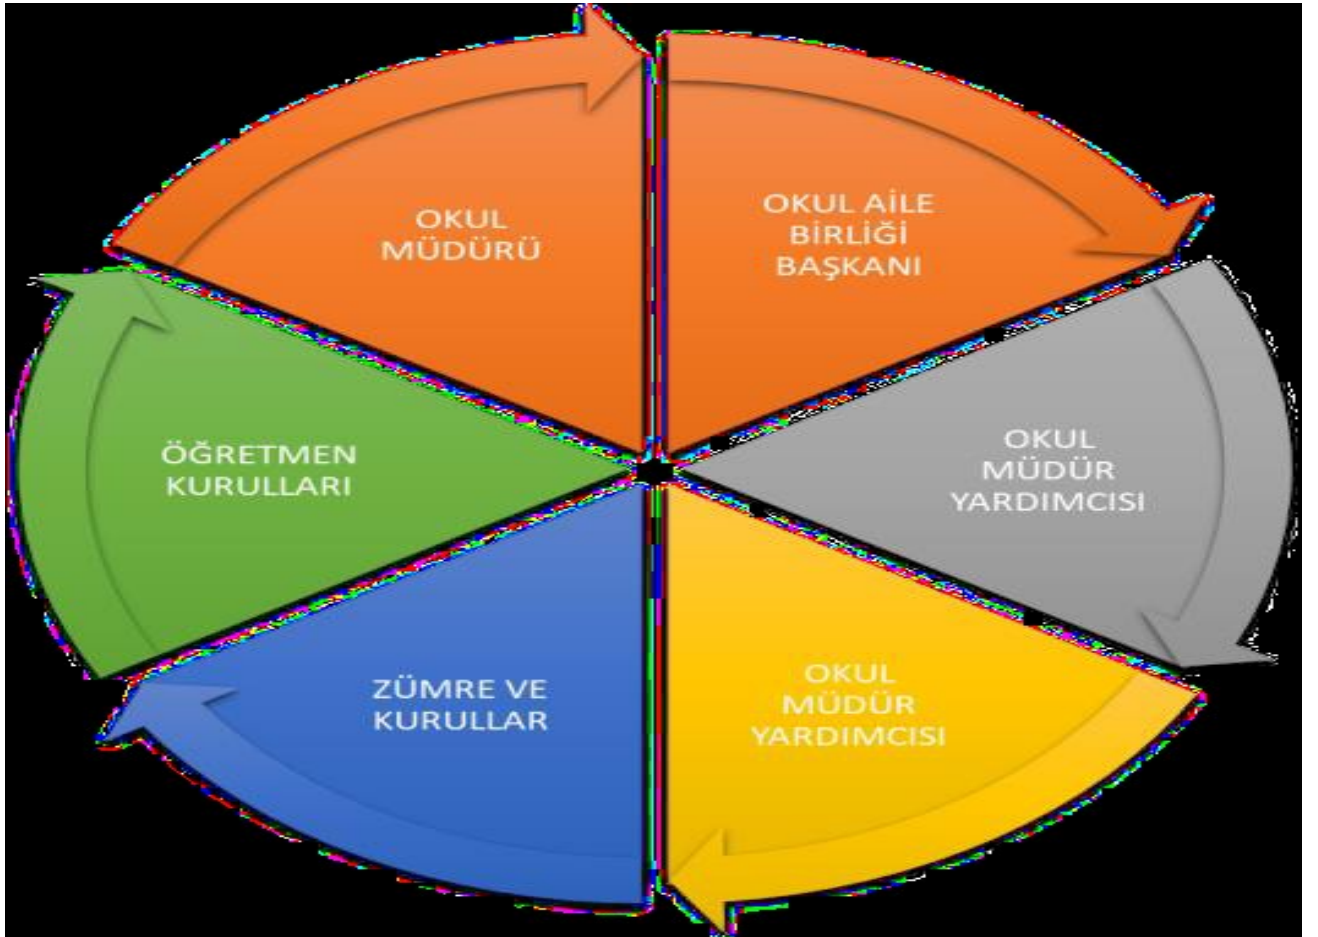 OKUL
MÜDÜRÜ
OKUL AİLE
BİRLİĞİ
BAŞKANI
OKUL
MÜDÜR
YARDIMCISI
OKUL
MÜDÜR
YARDIMCISI
ZÜMRE VE
KURULLAR
ÖĞRETMEN
KURULLARI